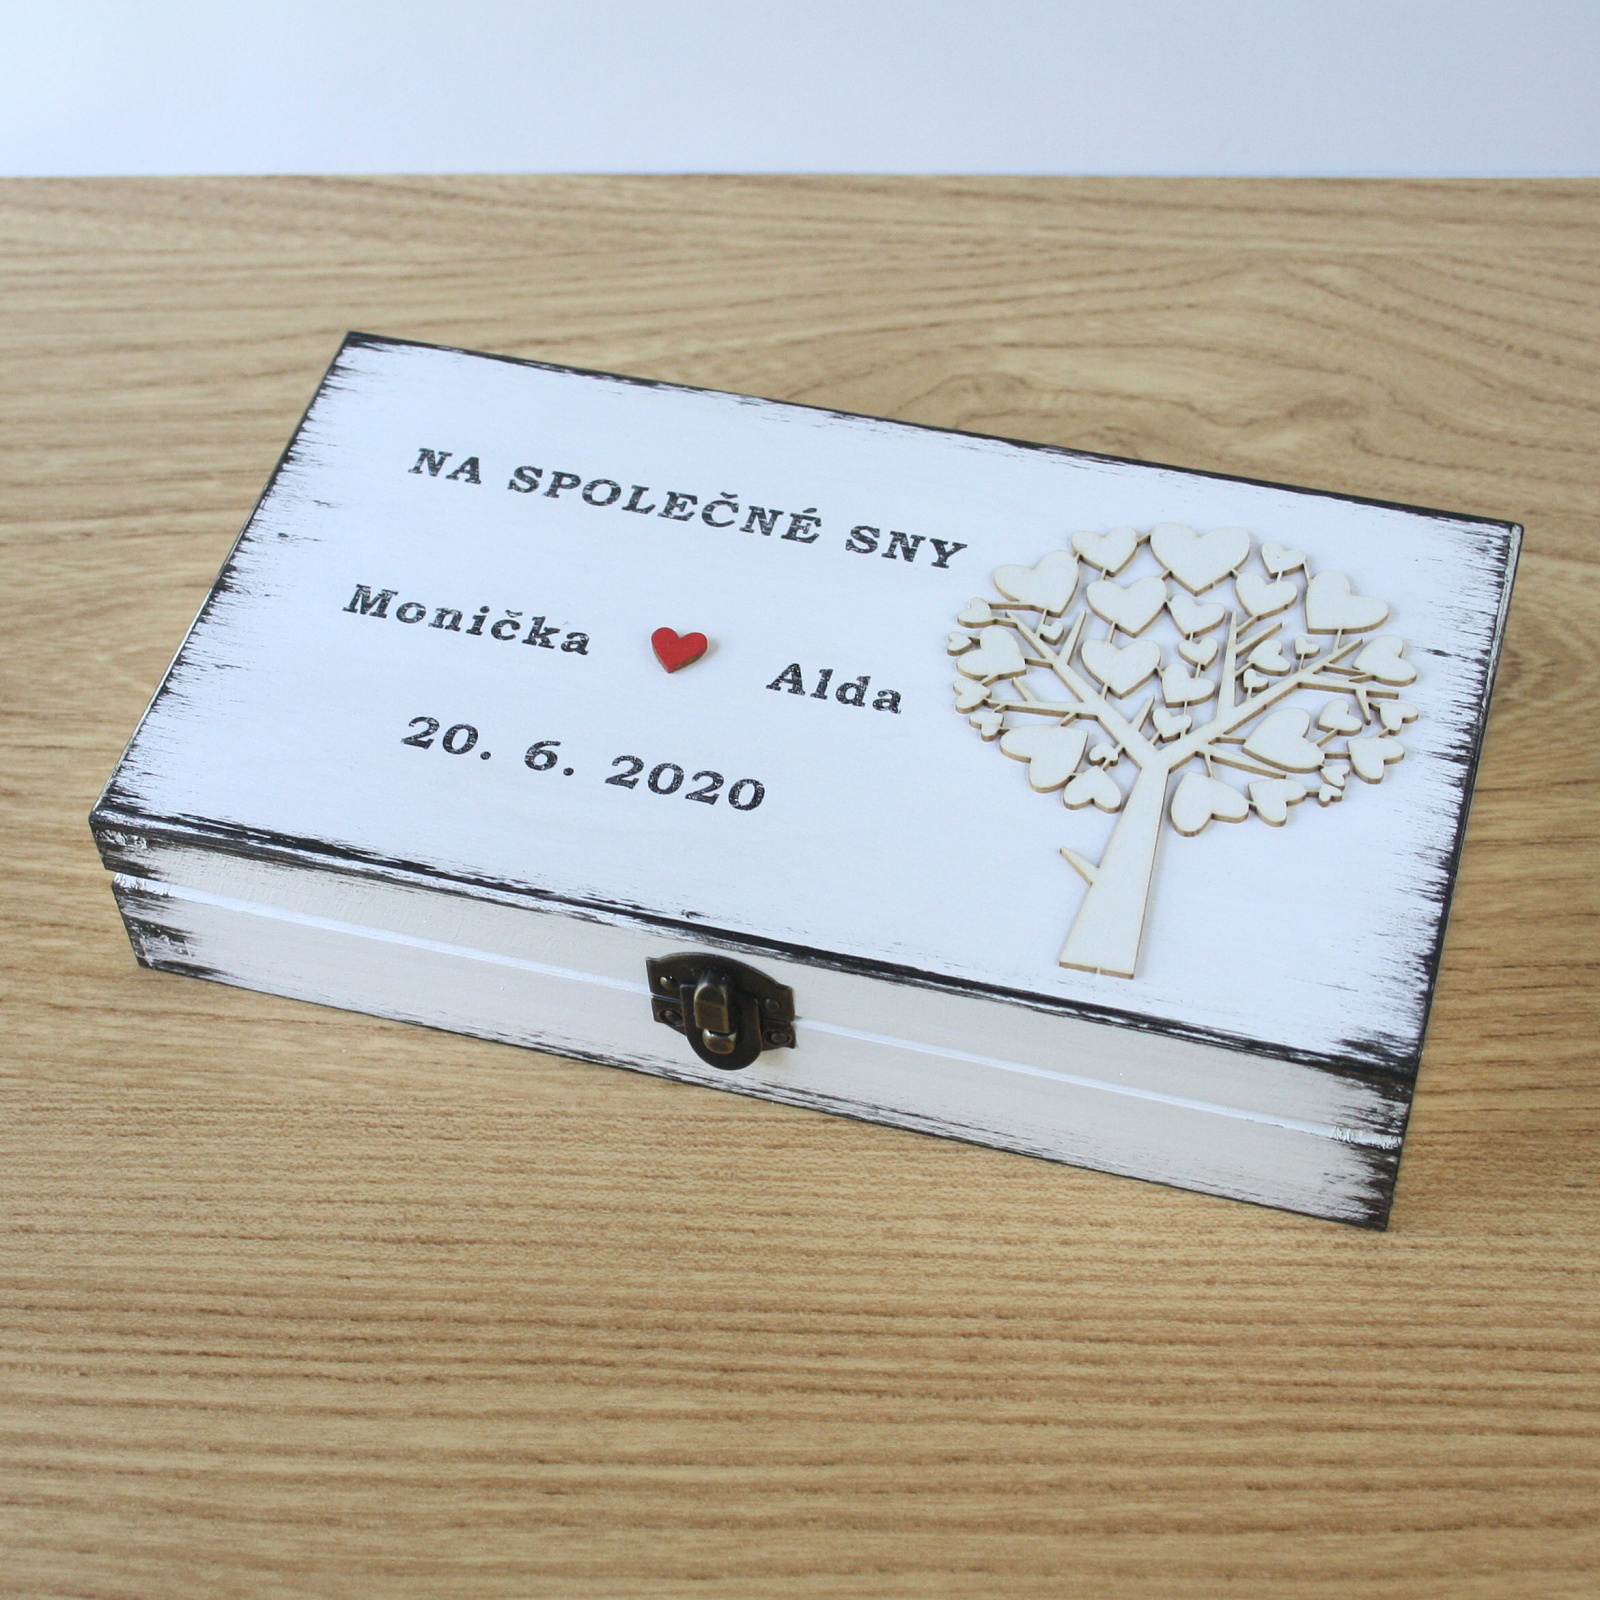 NA SPOLEČNÉ SNY
Monička Alda
20. 6. 2020